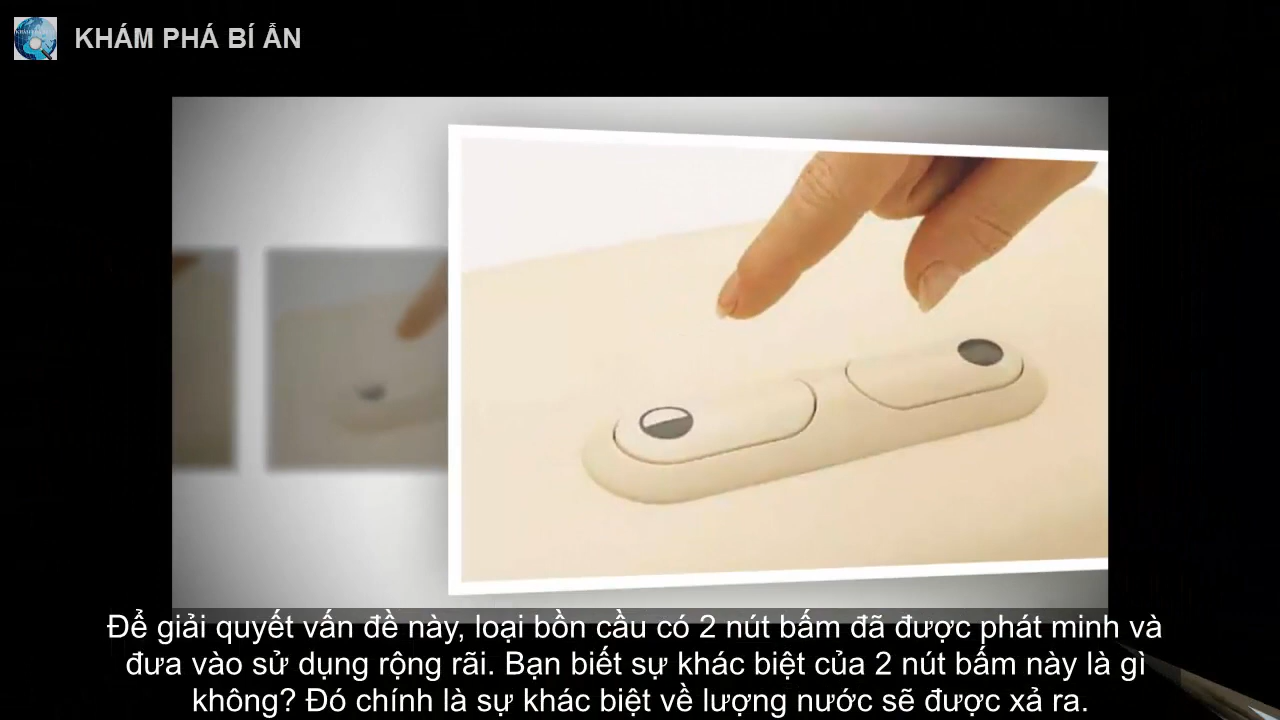 KHÁM PHÁ BÍ ẨN
Để giải quyết vấn đề này, loại bồn cầu có 2 nút bấm đã được phát minh và
đưa vào sử dụng rộng rãi. Bạn biết sự khác biệt của 2 nút bấm này là gì
không? Đó chính là sự khác biệt về lượng nước sẽ được xả ra.